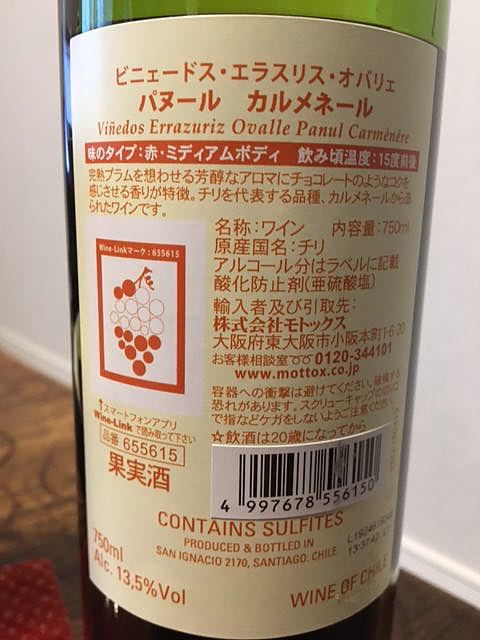 ビニェードス・エラスリス・オバリェ
パヌール カルメネール
Viñedos Errazuriz Ovalle Panul Carmènère
味のタイプ:赤・ミディアムボディ 飲み頃温度:15度前後
完熟プラムを想わせる芳醇なアロマにチョコレートのようなコクを
感じさせる香りが特徴。チリを代表する品種、カルメネールから造
られたワインです。
Wine-Linkマーク:655615
名称:ワイン 内容量:750ml
原産国名:チリ
アルコール分はラベルに記載
酸化防止剤(亜硫酸塩)
輸入者及び引取先:
株式会社モトックス
大阪府東大阪市小阪本町1-6-20
お客様相談室 0120-344101
www.mottox.co.jp
容器への衝撃は避けてください。破損する
恐れがあります。スクリューキャップの切り口
で指などケガをしないようご注意ください。
☆飲酒は20歳になってから
↑スマートフォンアプリ
Wine-Linkで読み取って下さい
品番 655615
果実酒
4 997678 556150
CONTAINS SULFITES
PRODUCED & BOTTLED IN
SAN IGNACIO 2170, SANTIAGO. CHILE
750ml
Alc. 13,5%Vol
WINE OF CHILE